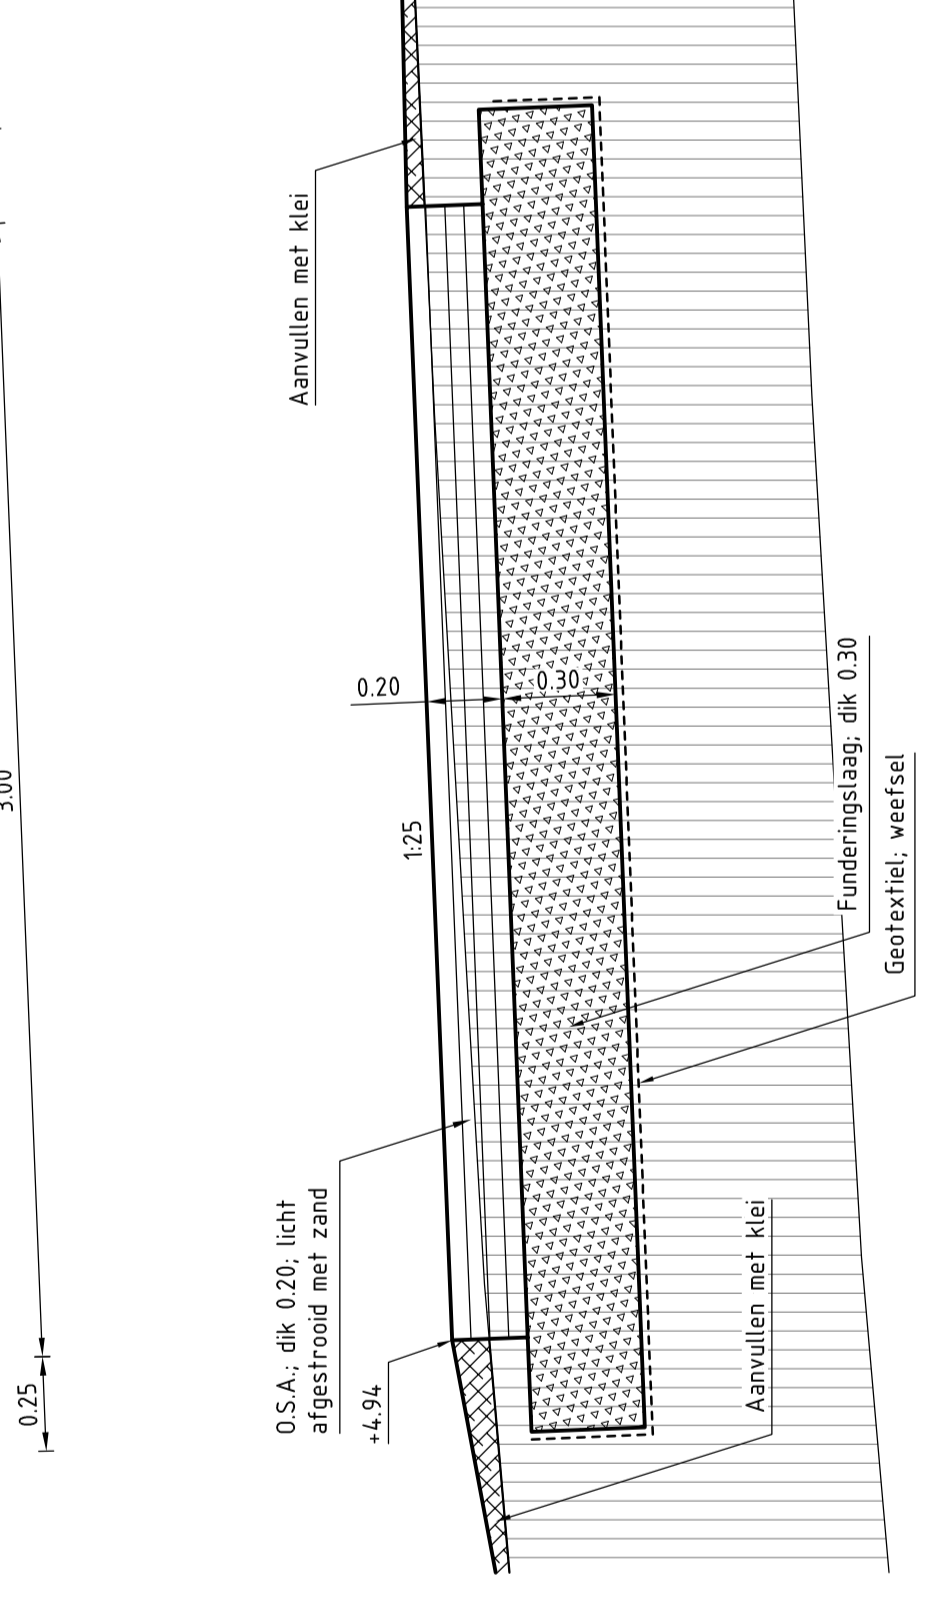 Aanvullen met klei
0.20
0.30
1:25
3.00
Funderingslaag; dik 0.30
Geotextiel; weefsel
O.S.A.; dik 0.20; licht
afgestrooid met zand
+4.94
0.25
Aanvullen met klei